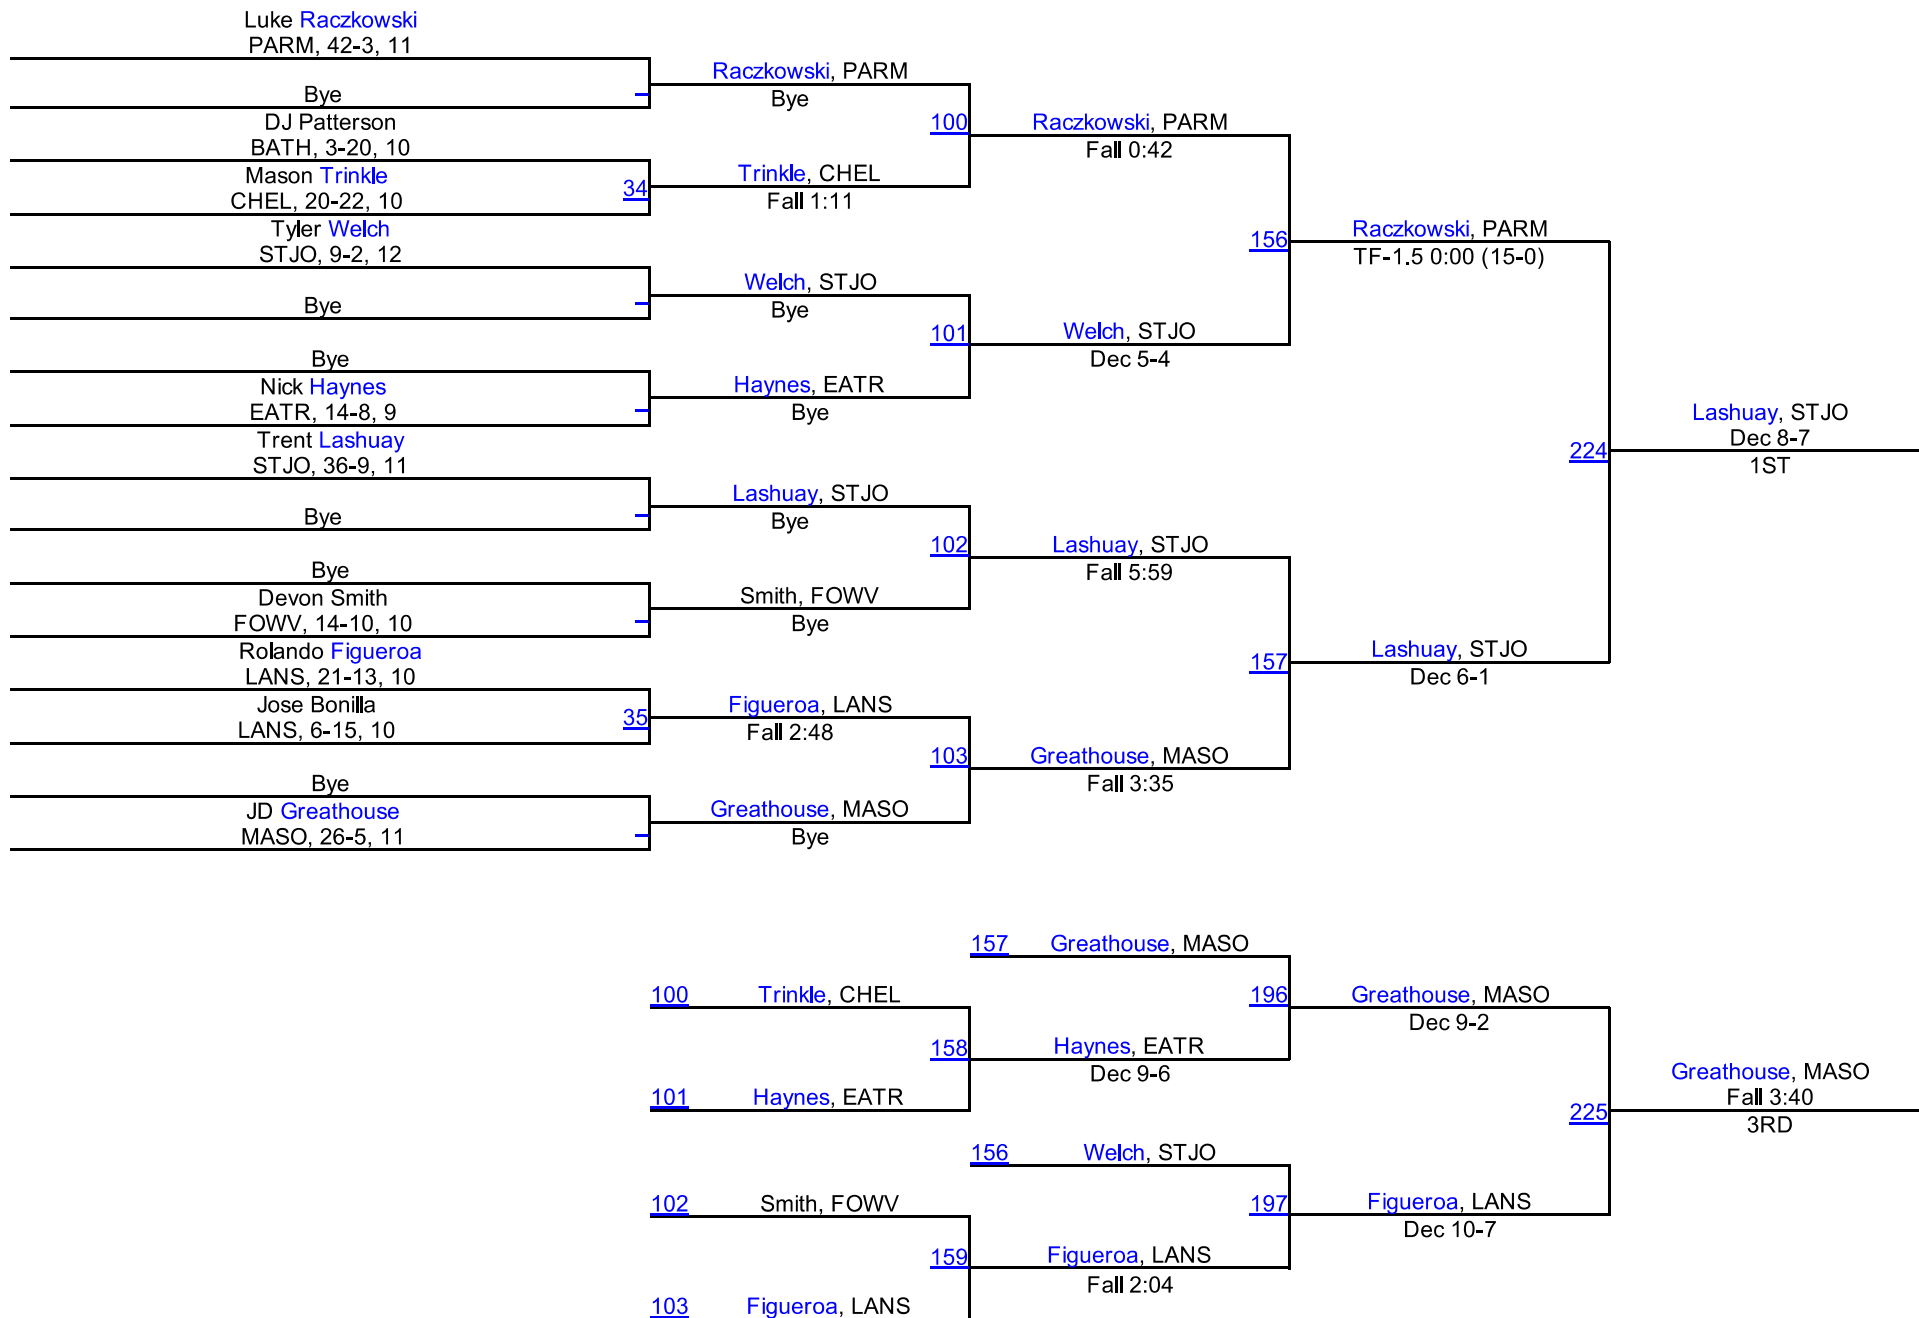 Luke Raczkowski
PARM, 42-3, 11
Bye
DJ Patterson
BATH, 3-20, 10
Mason Trinkle
CHEL, 20-22, 10
34
Tyler Welch
STJO, 9-2, 12
Bye
Bye
Nick Haynes
EATR, 14-8, 9
Trent Lashuay
STJO, 36-9, 11
Bye
Bye
Devon Smith
FOWV, 14-10, 10
Rolando Figueroa
LANS, 21-13, 10
Jose Bonilla
LANS, 6-15, 10
35
Bye
JD Greathouse
MASO, 26-5, 11
Raczkowski, PARM
Bye
100
Trinkle, CHEL
Fall 1:11
Welch, STJO
Bye
101
Haynes, EATR
Bye
Lashuay, STJO
Bye
102
Smith, FOWV
Bye
Figueroa, LANS
Fall 2:48
103
Greathouse, MASO
Bye
Raczkowski, PARM
Fall 0:42
156
Welch, STJO
Dec 5-4
Lashuay, STJO
Fall 5:59
157
Greathouse, MASO
Fall 3:35
Raczkowski, PARM
TF-1.5 0:00 (15-0)
224
Lashuay, STJO
Dec 6-1
Lashuay, STJO
Dec 8-7
1ST
157 Greathouse, MASO
100 Trinkle, CHEL
158
101 Haynes, EATR
196
Haynes, EATR
Dec 9-6
Greathouse, MASO
Dec 9-2
156 Welch, STJO
102 Smith, FOWV
159
103 Figueroa, LANS
197
Figueroa, LANS
Fall 2:04
Figueroa, LANS
Dec 10-7
225
Greathouse, MASO
Fall 3:40
3RD